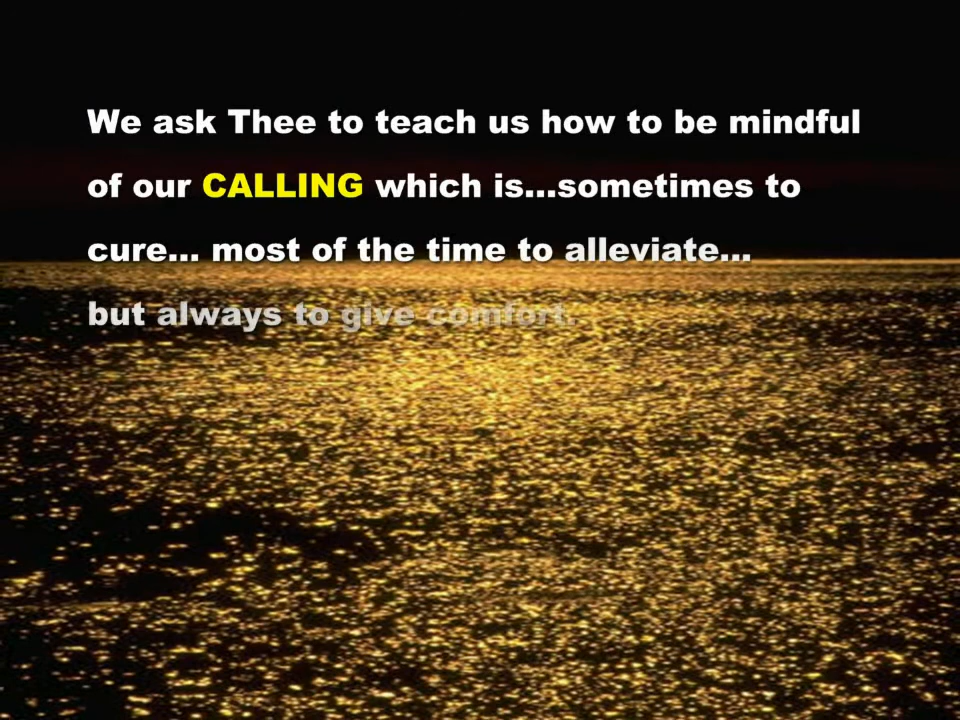 We ask Thee to teach us how to be mindful
of our CALLING which is...sometimes to
cure... most of the time to alleviate...
but always to give comfort.